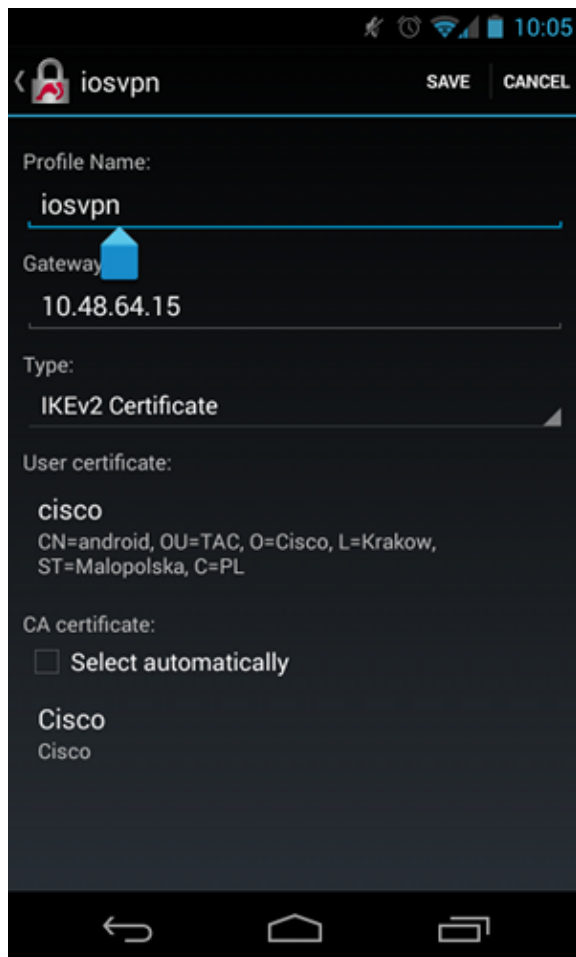 10:05
iosvpn SAVE CANCEL
Profile Name:
iosvpn
Gateway
10.48.64.15
Type:
IKEv2 Certificate
User certificate:
cisco
CN=android, OU=TAC, O=Cisco, L=Krakow,
ST=Malopolska, C=PL
CA certificate:
Select automatically
Cisco
Cisco